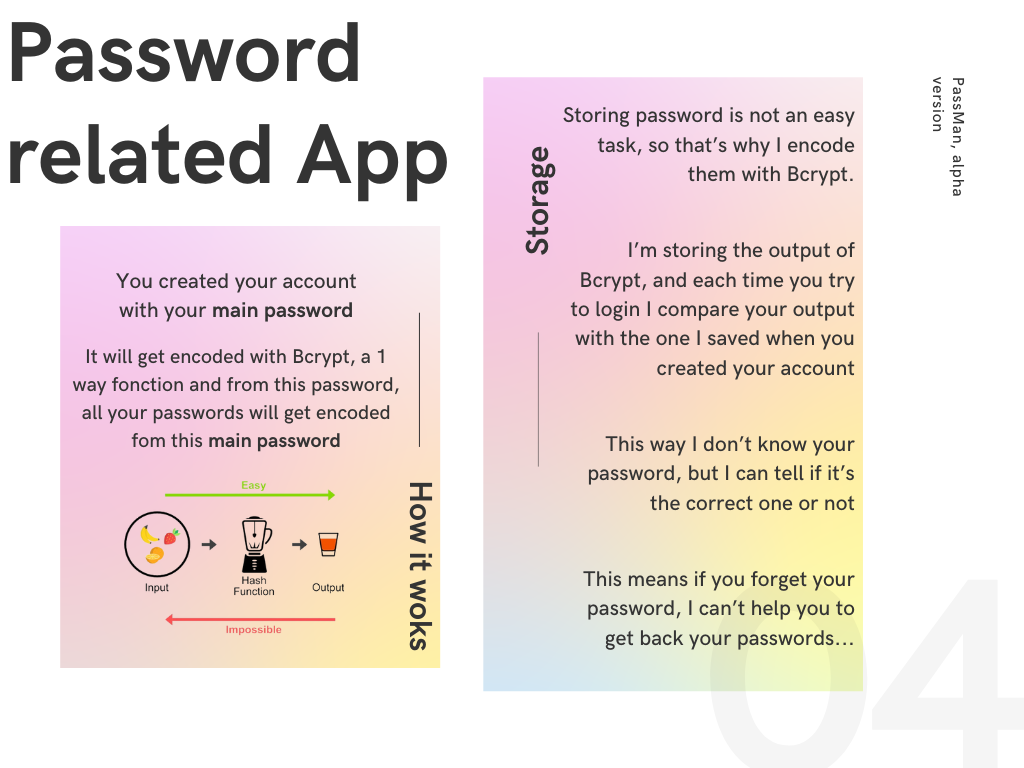 Password
related App
You created your account
with your main password
It will get encoded with Bcrypt, a 1
way fonction and from this password,
all your passwords will get encoded
fom this main password
How it woks
Easy
Input
Hash
Function
Output
Impossible
Storage
Storing password is not an easy
task, so that’s why I encode
them with Bcrypt.
I’m storing the output of
Bcrypt, and each time you try
to login I compare your output
with the one I saved when you
created your account
This way I don’t know your
password, but I can tell if it’s
the correct one or not
This means if you forget your
password, I can’t help you to
get back your passwords...
PassMan, alpha
version
04